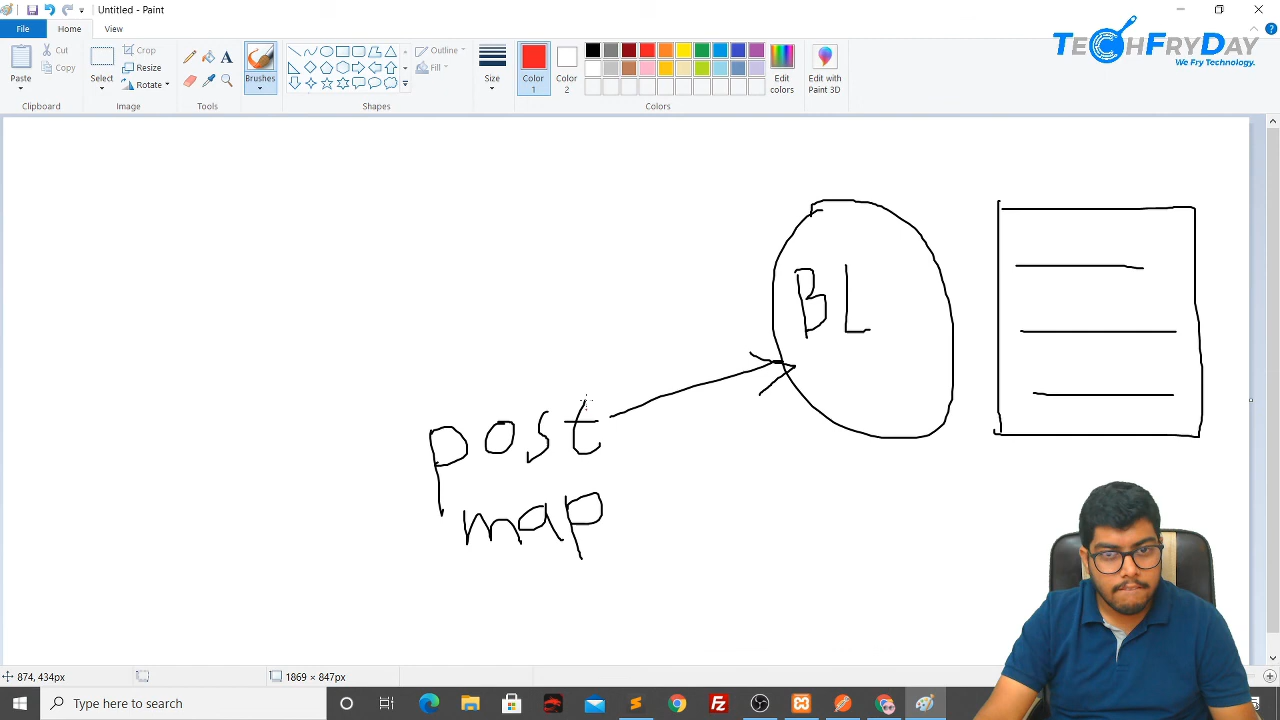 Untitled - Paint
File Home View
Paste
Cut
Copy
Clipboard
Select
Crop
Resize
Rotate
Image
Tools
Brushes
Shapes
Outline
Fill
Size
Color 1
Color 2
Colors
Edit colors
Edit with Paint 3D
TECHFRYDAY
We Fry Technology.
BL
post
map
874, 434px
1869 × 847px
Type here to search